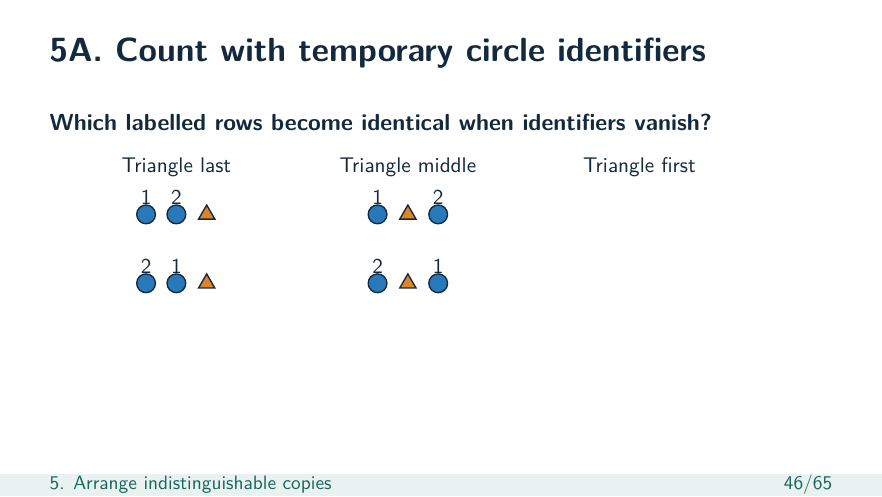 5A. Count with temporary circle identifiers
Which labelled rows become identical when identifiers vanish?
Triangle last Triangle middle Triangle first
1 2 1 2
2 1 2 1
5. Arrange indistinguishable copies 46/65